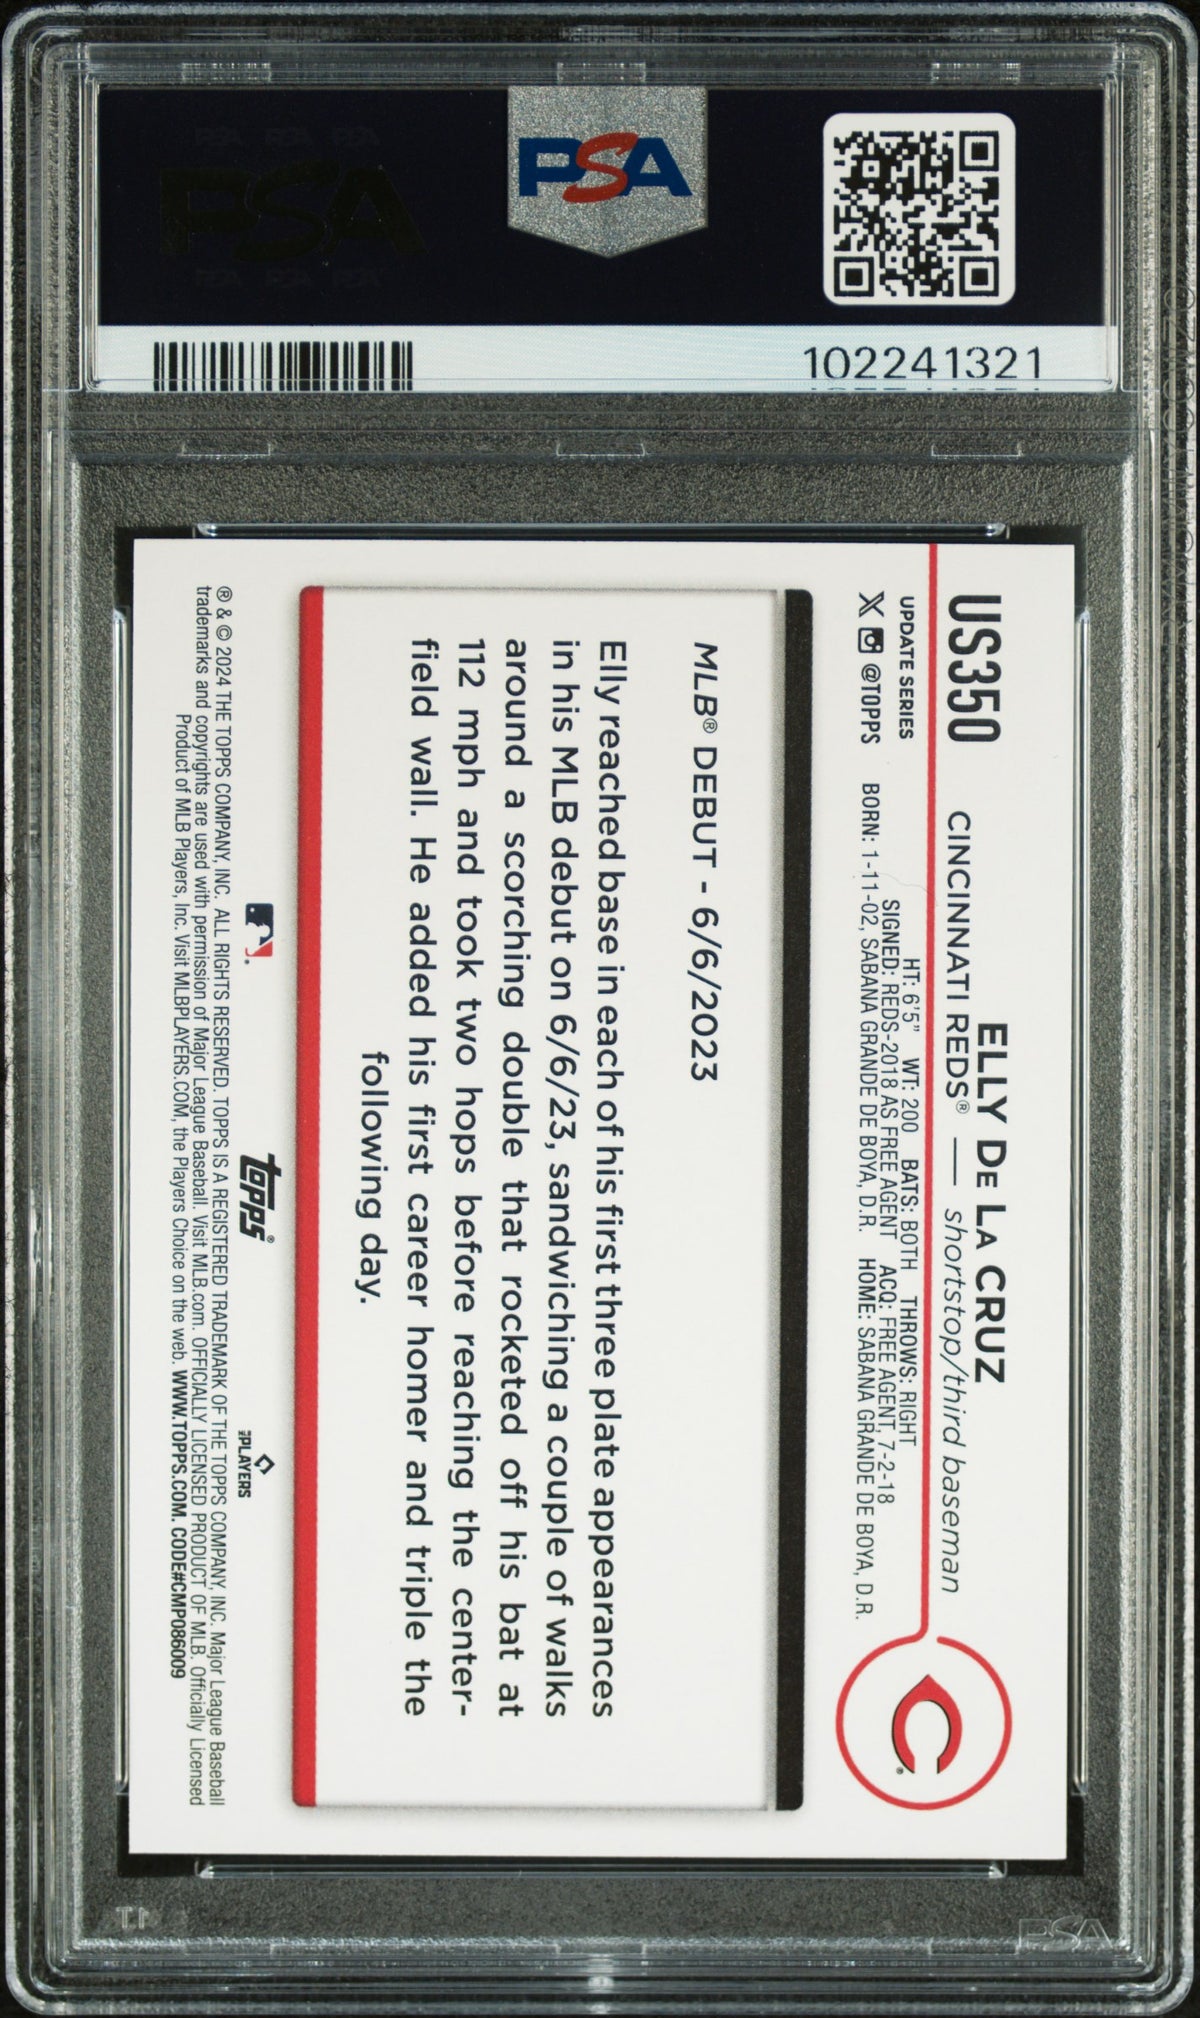 PSA
102241321
US350
CINCINNATI REDS® — shortstop/third baseman
ELLY DE LA CRUZ
UPDATE SERIES
X @TOPPS
HT: 6'5" WT: 200 BATS: BOTH THROWS: RIGHT
SIGNED: REDS-2018 AS FREE AGENT ACQ: FREE AGENT, 7-2-18
BORN: 1-11-02, SABANA GRANDE DE BOYA, D.R. HOME: SABANA GRANDE DE BOYA, D.R.
C
MLB® DEBUT - 6/6/2023
Elly reached base in each of his first three plate appearances
in his MLB debut on 6/6/23, sandwiching a couple of walks
around a scorching double that rocketed off his bat at
112 mph and took two hops before reaching the center-
field wall. He added his first career homer and triple the
following day.
topps®
PLAYERS
® & © 2024 THE TOPPS COMPANY, INC. ALL RIGHTS RESERVED. TOPPS IS A REGISTERED TRADEMARK OF THE TOPPS COMPANY, INC. Major League Baseball
trademarks and copyrights are used with permission of Major League Baseball. Visit MLB.com. OFFICIALLY LICENSED PRODUCT OF MLB. Officially Licensed
Product of MLB Players, Inc. Visit MLBPLAYERS.COM, the Players Choice on the web. WWW.TOPPS.COM. CODE#CMP086009
PSA